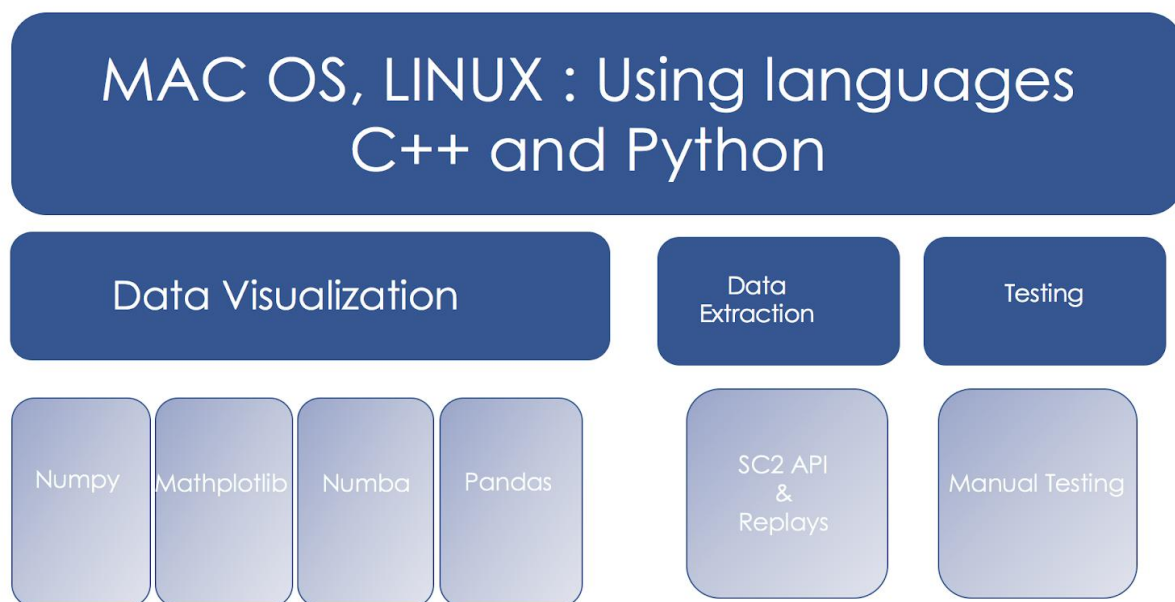 MAC OS, LINUX : Using languages
C++ and Python
Data Visualization
Data
Extraction
Testing
Numpy
Mathplotlib
Numba
Pandas
SC2 API
&
Replays
Manual Testing